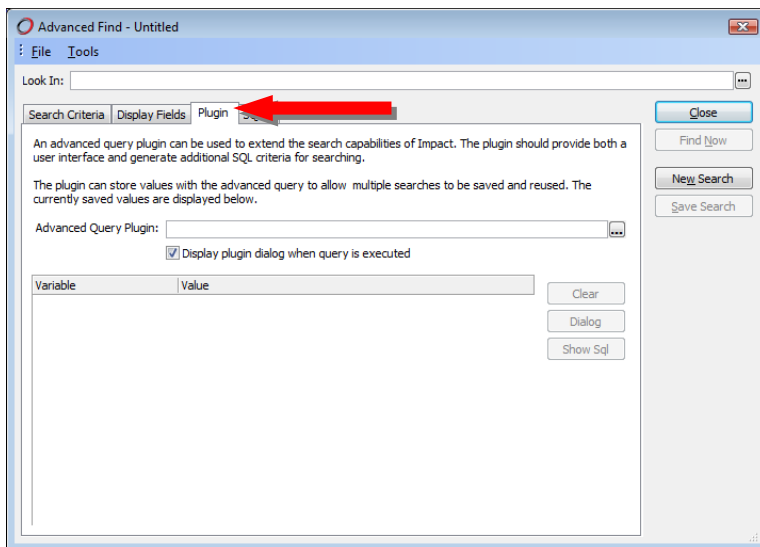 Advanced Find - Untitled
File Tools
Look In:
Search Criteria Display Fields Plugin
Close
An advanced query plugin can be used to extend the search capabilities of Impact. The plugin should provide both a
user interface and generate additional SQL criteria for searching.
Find Now
The plugin can store values with the advanced query to allow multiple searches to be saved and reused. The
currently saved values are displayed below.
New Search
Save Search
Advanced Query Plugin:
Display plugin dialog when query is executed
Variable Value
Clear
Dialog
Show Sql